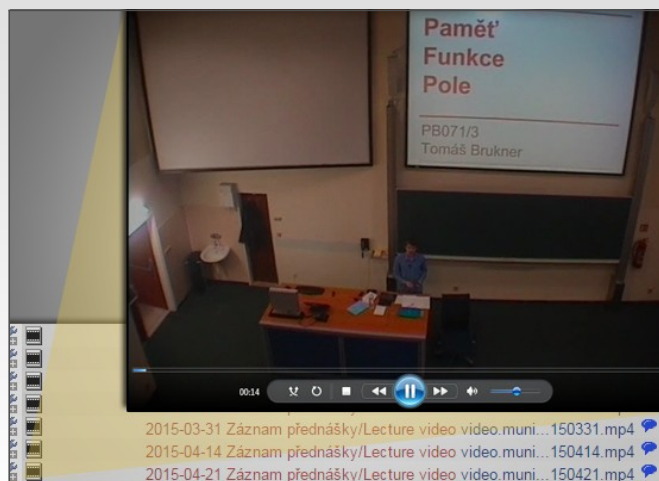 Paměť
Funkce
Pole
PB071/3
Tomáš Brukner
00:14
2015-03-31 Záznam přednášky/Lecture video video.muni...150331.mp4
2015-04-14 Záznam přednášky/Lecture video video.muni...150414.mp4
2015-04-21 Záznam přednášky/Lecture video video.muni...150421.mp4